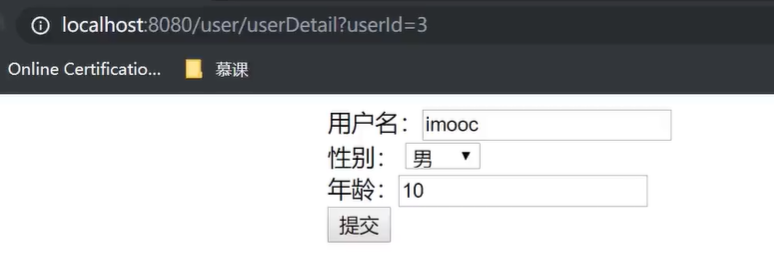 localhost:8080/user/userDetail?userId=3
Online Certificatio... 慕课
用户名：imooc
性别： 男
年龄：10
提交